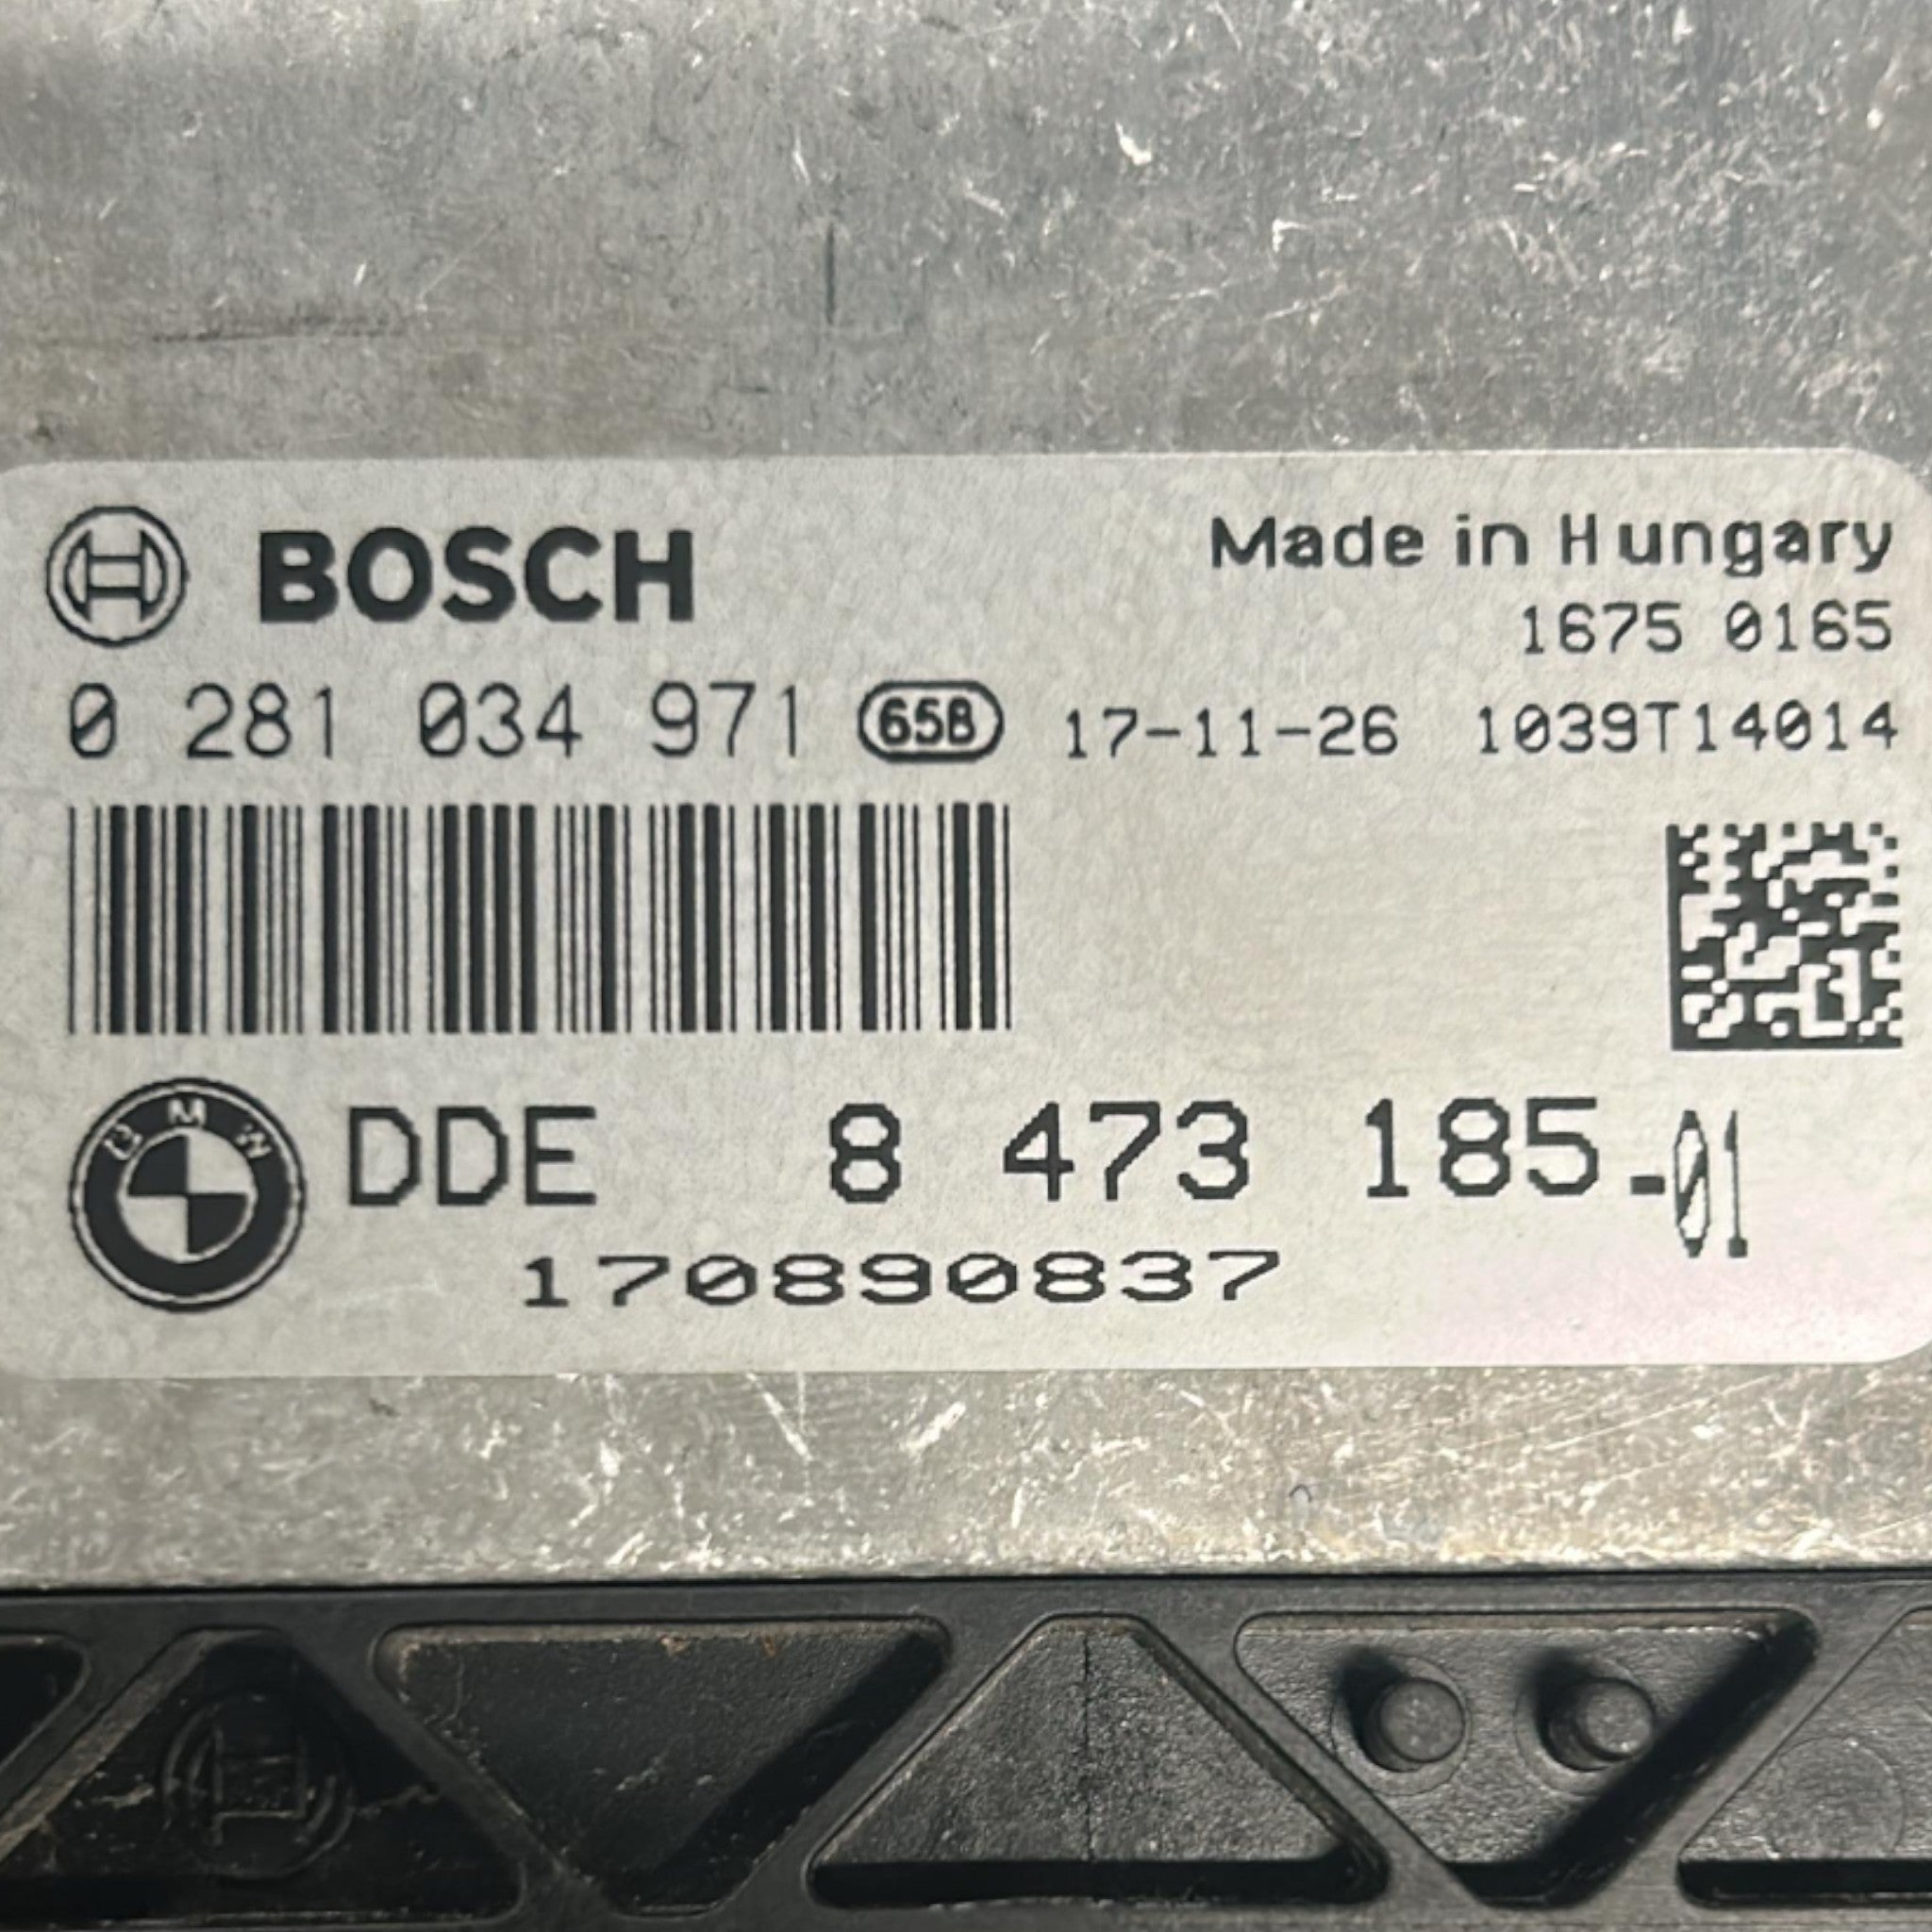 BOSCH
Made in Hungary
1675 0165
0 281 034 971 65B 17-11-26 1039T14014
BMW DDE 8 473 185-01
170890837